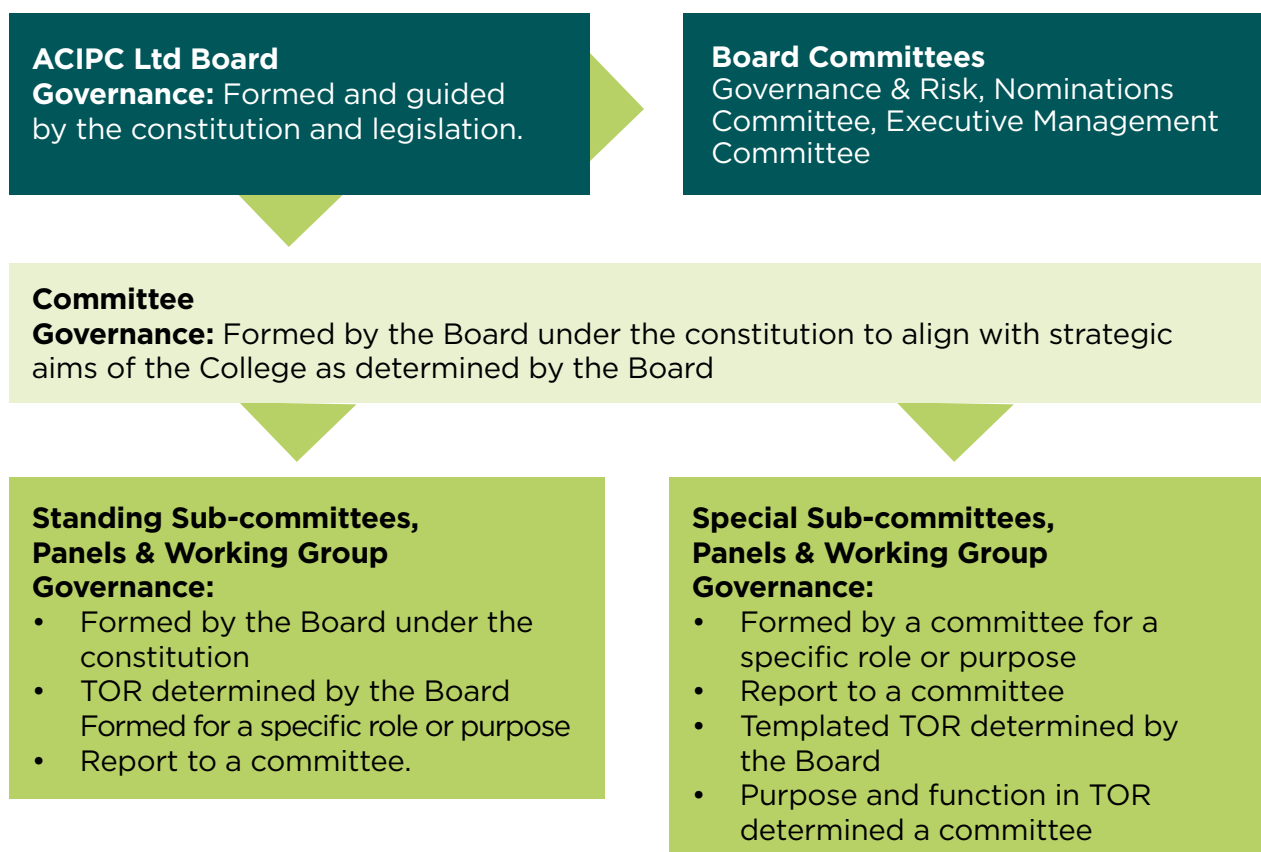 ACIPC Ltd Board
Governance: Formed and guided
by the constitution and legislation.
Board Committees
Governance & Risk, Nominations
Committee, Executive Management
Committee
Committee
Governance: Formed by the Board under the constitution to align with strategic
aims of the College as determined by the Board
Standing Sub-committees,
Panels & Working Group
Governance:
• Formed by the Board under the
constitution
• TOR determined by the Board
Formed for a specific role or purpose
• Report to a committee.
Special Sub-committees,
Panels & Working Group
Governance:
• Formed by a committee for a
specific role or purpose
• Report to a committee
• Templated TOR determined by
the Board
• Purpose and function in TOR
determined a committee